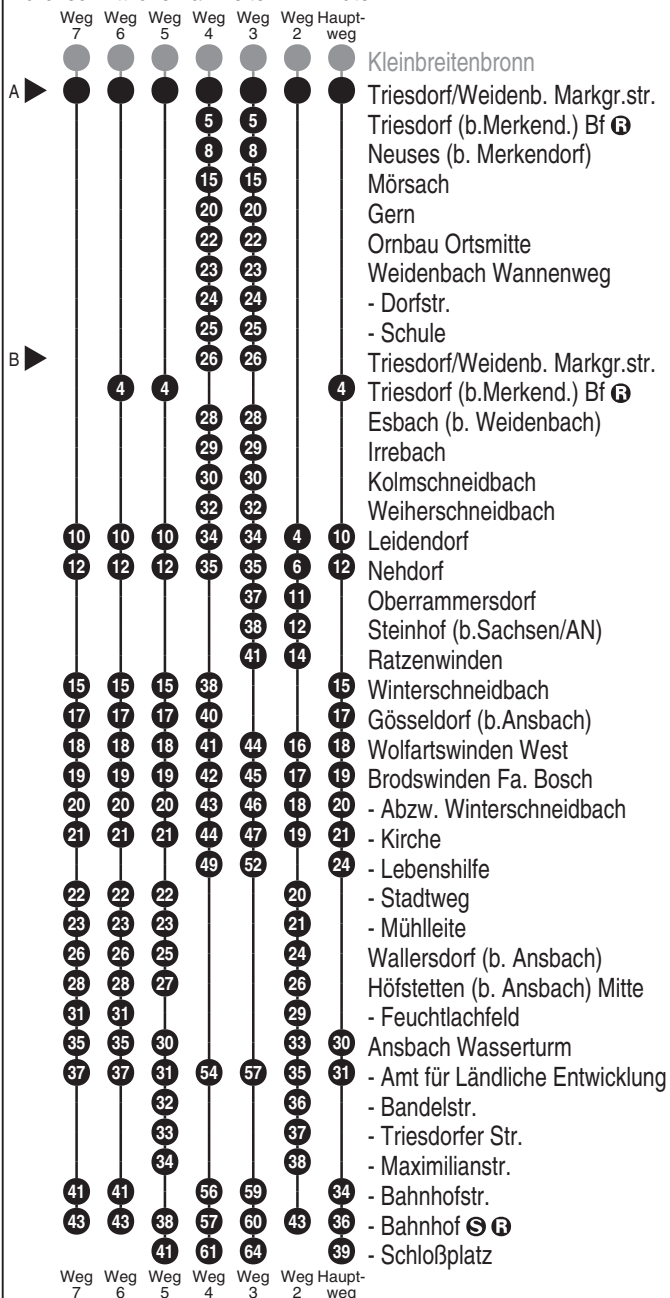 Weg 7 Weg 6 Weg 5 Weg 4 Weg 3 Weg 2 Haupt-weg
Kleinbreitenbronn
A Triesdorf/Weidenb. Markgr.str.
5 5 Triesdorf (b.Merkend.) Bf R
8 8 Neuses (b. Merkendorf)
15 15 Mörsach
20 20 Gern
22 22 Ornbau Ortsmitte
23 23 Weidenbach Wannenweg
24 24 - Dorfstr.
25 25 - Schule
B 26 26 Triesdorf/Weidenb. Markgr.str.
4 4 4 Triesdorf (b.Merkend.) Bf R
28 28 Esbach (b. Weidenbach)
29 29 Irrebach
30 30 Kolmschneidbach
32 32 Weiherschneidbach
10 10 10 34 34 4 10 Leidendorf
12 12 12 35 35 6 12 Nehdorf
37 11 Oberrammersdorf
38 12 Steinhof (b.Sachsen/AN)
41 14 Ratzenwinden
15 15 15 38 15 Winterschneidbach
17 17 17 40 17 Gösseldorf (b.Ansbach)
18 18 18 41 44 16 18 Wolfartswinden West
19 19 19 42 45 17 19 Brodswinden Fa. Bosch
20 20 20 43 46 18 20 - Abzw. Winterschneidbach
21 21 21 44 47 19 21 - Kirche
49 52 24 - Lebenshilfe
22 22 22 20 - Stadtweg
23 23 23 21 - Mühlleite
26 26 25 24 Wallersdorf (b. Ansbach)
28 28 27 26 Höfstetten (b. Ansbach) Mitte
31 31 29 - Feuchtlachfeld
35 35 30 33 30 Ansbach Wasserturm
37 37 31 54 57 35 31 - Amt für Ländliche Entwicklung
32 36 - Bandelstr.
33 37 - Triesdorfer Str.
34 38 - Maximilianstr.
41 41 56 59 34 - Bahnhofstr.
43 43 38 57 60 43 36 - Bahnhof S R
41 61 64 39 - Schloßplatz
Weg 7 Weg 6 Weg 5 Weg 4 Weg 3 Weg 2 Haupt-weg